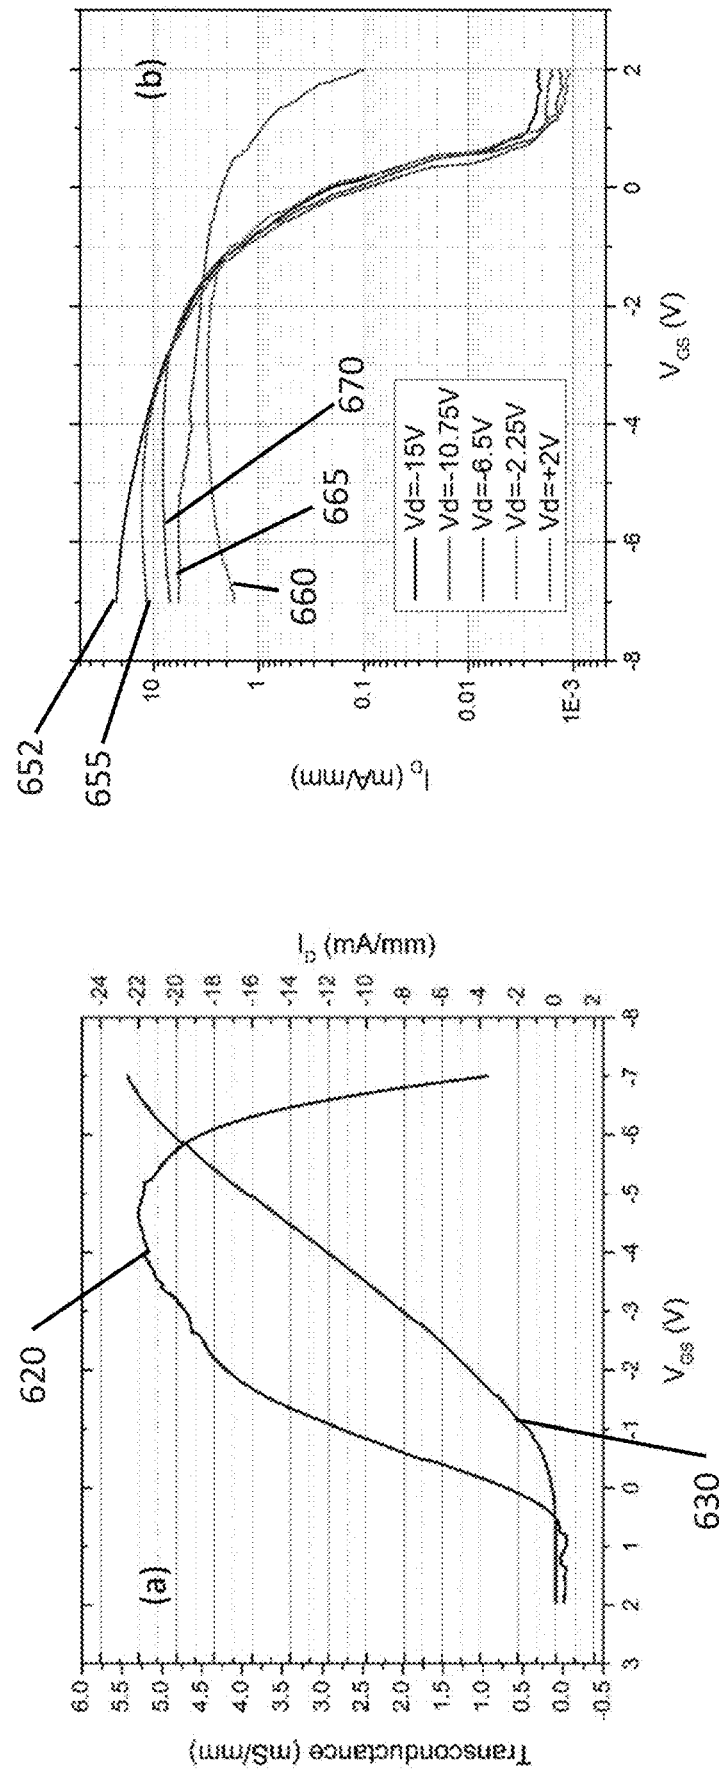 (a)
620
630
Transconductance (mS/mm)
6.0
5.5
5.0
4.5
4.0
3.5
3.0
2.5
2.0
1.5
1.0
0.5
0.0
-0.5
3 2 1 0 -1 -2 -3 -4 -5 -6 -7 -8
V_GS (V)
-24
-22
-20
-18
-16
-14
-12
-10
-8
-6
-4
-2
0
2
I_D (mA/mm)
(b)
652
655
670
665
660
I_D (mA/mm)
10
1
0.1
0.01
1E-3
-8 -6 -4 -2 0 2
V_GS (V)
Vd=-15V
Vd=-10.75V
Vd=-6.5V
Vd=-2.25V
Vd=+2V